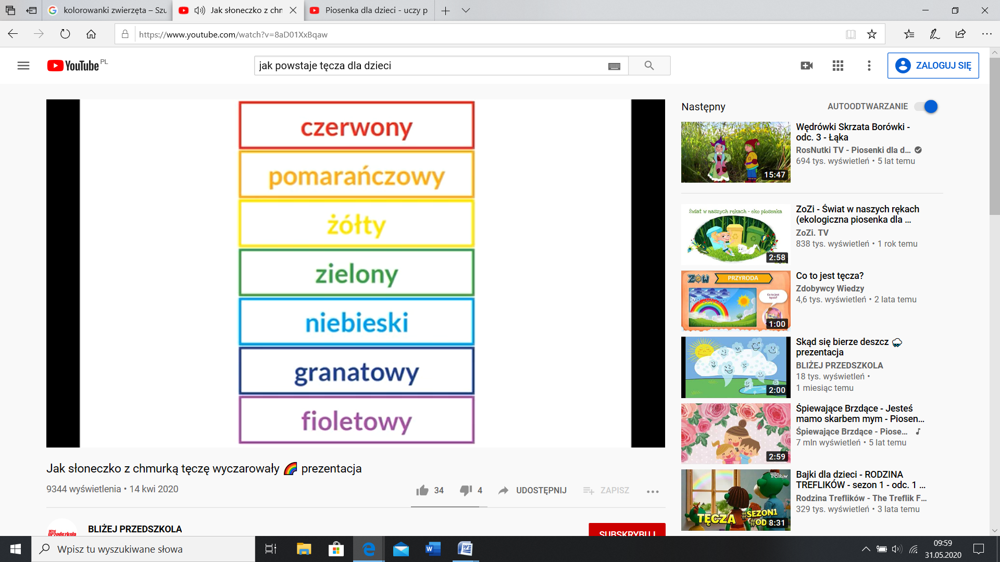 kolorowanki zwierzęta – Szu
Jak słoneczko z chm
Piosenka dla dzieci - uczy p
https://www.youtube.com/watch?v=8aD01XxBqaw
YouTube PL
jak powstaje tęcza dla dzieci
ZALOGUJ SIĘ
czerwony
pomarańczowy
żółty
zielony
niebieski
granatowy
fioletowy
Jak słoneczko z chmurką tęczę wyczarowały 🌈 prezentacja
9344 wyświetlenia • 14 kwi 2020
34
4
UDOSTĘPNIJ
ZAPISZ
BLIŻEJ PRZEDSZKOLA
SUBSKRYBUJ
Następny
AUTOODTWARZANIE
15:47
Wędrówki Skrzata Borówki -
odc. 3 - Łąka
RosNutki TV - Piosenki dla d...
694 tys. wyświetleń • 5 lat temu
Świat w naszych rękach - eko piosenka
2:58
ZoZi - Świat w naszych rękach
(ekologiczna piosenka dla ...
ZoZi. TV
838 tys. wyświetleń • 1 rok temu
ZOW
PRZYRODA
Co to jest
tęcza?
1:00
Co to jest tęcza?
Zdobywcy Wiedzy
4,6 tys. wyświetleń • 2 lata temu
2:00
Skąd się bierze deszcz 🌧
prezentacja
BLIŻEJ PRZEDSZKOLA
18 tys. wyświetleń •
1 miesiąc temu
2:59
Śpiewające Brzdące - Jesteś
mamo skarbem mym - Piosen...
Śpiewające Brzdące - Piose...
7 mln wyświetleń • 5 lat temu
Treflików
TĘCZA
#SEZON1
#OD
8:31
Bajki dla dzieci - RODZINA
TREFLIKÓW - sezon 1 - odc. 1 ...
Rodzina Treflików - The Treflik F...
329 tys. wyświetleń • 3 lata temu
Wpisz tu wyszukiwane słowa
09:59
31.05.2020